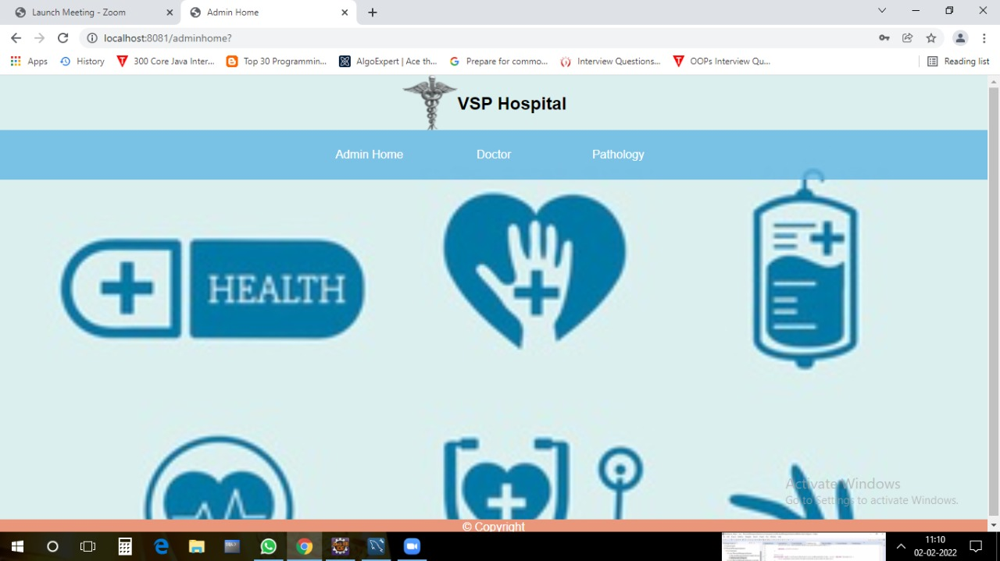 Launch Meeting - Zoom
Admin Home
localhost:8081/adminhome?
Apps
History
300 Core Java Inter...
Top 30 Programmin...
AlgoExpert | Ace th...
Prepare for commo...
Interview Questions...
OOPs Interview Qu...
Reading list
VSP Hospital
Admin Home
Doctor
Pathology
HEALTH
Activate Windows
Go to Settings to activate Windows.
© Copyright
02-02-2022